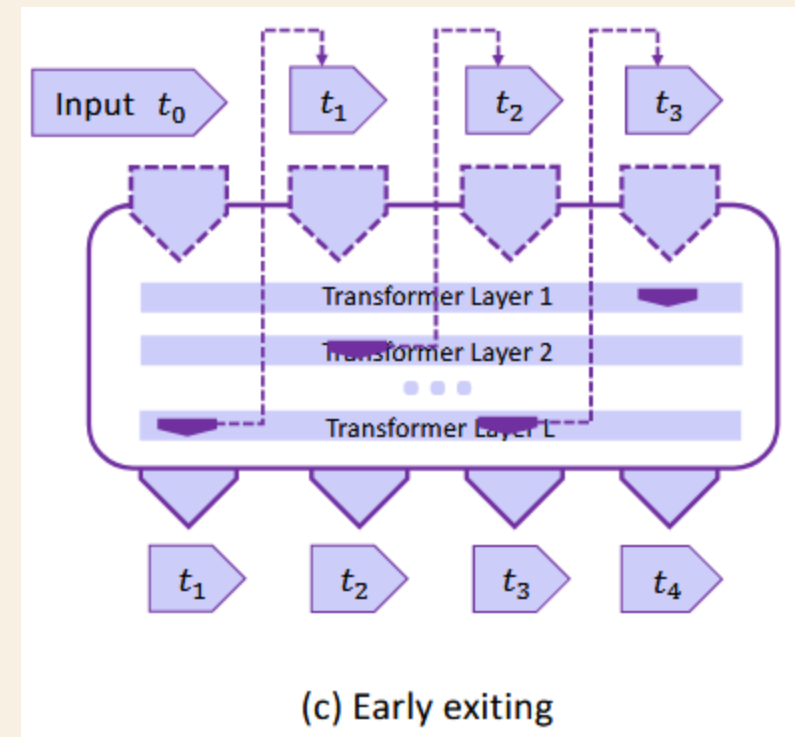 Input t₀
t₁
t₂
t₃
Transformer Layer 1
Transformer Layer 2
Transformer Layer L
t₁
t₂
t₃
t₄
(c) Early exiting